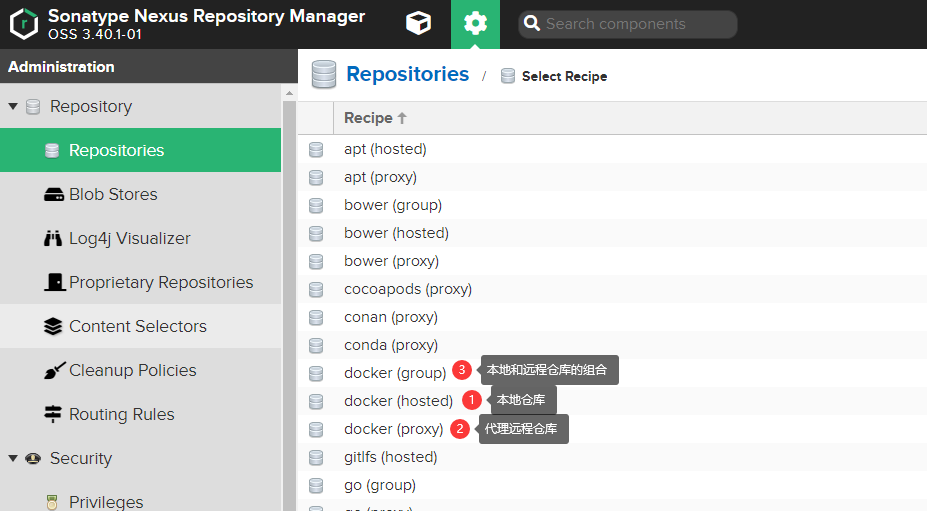 Sonatype Nexus Repository Manager
OSS 3.40.1-01
Search components
Administration
Repository
Repositories
Blob Stores
Log4j Visualizer
Proprietary Repositories
Content Selectors
Cleanup Policies
Routing Rules
Security
Privileges
Repositories / Select Recipe
Recipe
apt (hosted)
apt (proxy)
bower (group)
bower (hosted)
bower (proxy)
cocoapods (proxy)
conan (proxy)
conda (proxy)
docker (group) 3 本地和远程仓库的组合
docker (hosted) 1 本地仓库
docker (proxy) 2 代理远程仓库
gitlfs (hosted)
go (group)
go (proxy)